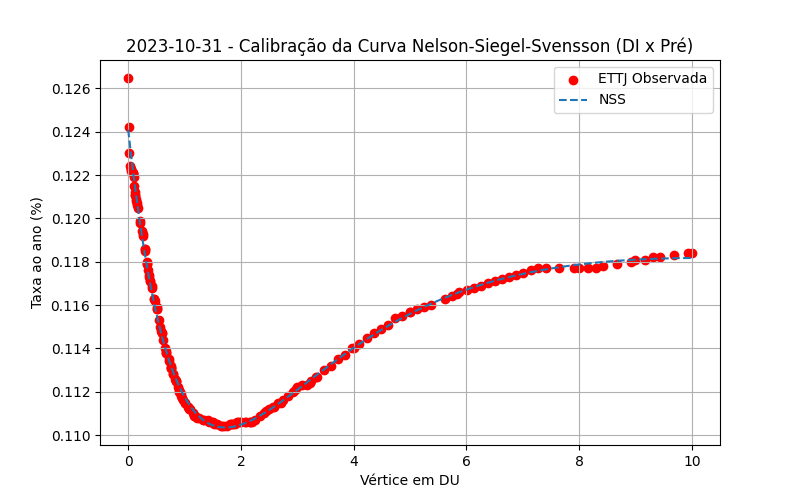 2023-10-31 - Calibração da Curva Nelson-Siegel-Svensson (DI x Pré)
ETTJ Observada
NSS
Taxa ao ano (%)
0.126
0.124
0.122
0.120
0.118
0.116
0.114
0.112
0.110
0 2 4 6 8 10
Vértice em DU